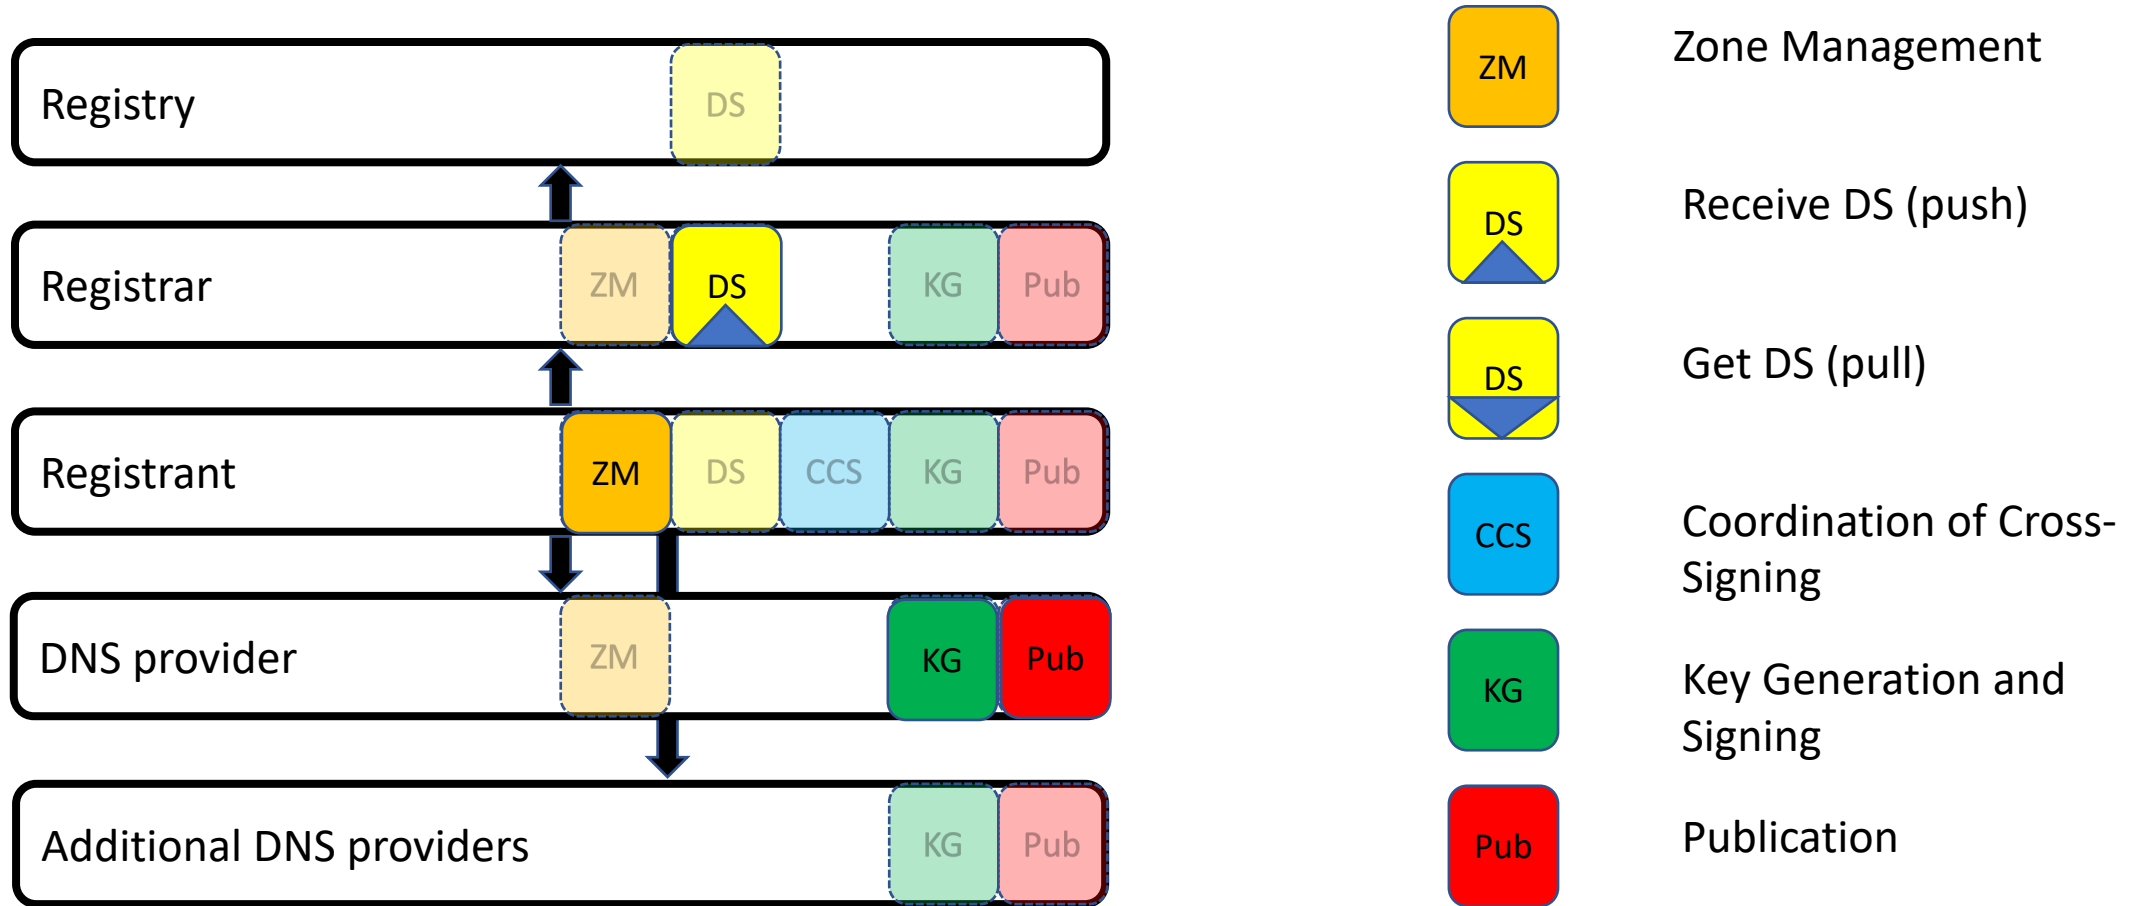 Registry
DS
Registrar
ZM
DS
KG
Pub
Registrant
ZM
DS
CCS
KG
Pub
DNS provider
ZM
KG
Pub
Additional DNS providers
KG
Pub
ZM
Zone Management
DS
Receive DS (push)
DS
Get DS (pull)
CCS
Coordination of Cross-
Signing
KG
Key Generation and
Signing
Pub
Publication